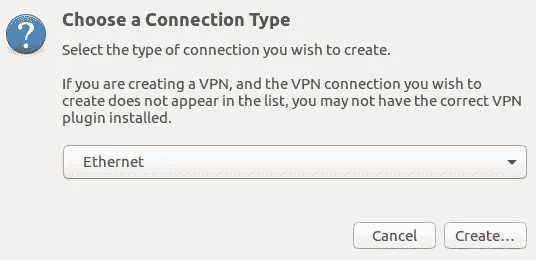 Choose a Connection Type
Select the type of connection you wish to create.
If you are creating a VPN, and the VPN connection you wish to
create does not appear in the list, you may not have the correct VPN
plugin installed.
Ethernet
Cancel
Create...